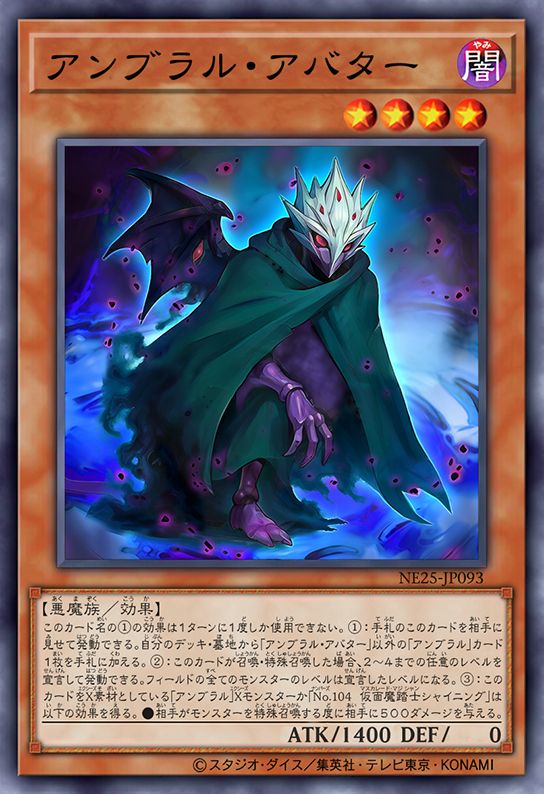 アンブラル・アバター
闇
NE25-JP093
【悪魔族/効果】
このカード名の①の効果は1ターンに1度しか使用できない。①:手札のこのカードを相手に
見せて発動できる。自分のデッキ・墓地から「アンブラル・アバター」以外の「アンブラル」カード
1枚を手札に加える。②:このカードが召喚・特殊召喚した場合、2~4までの任意のレベルを
宣言して発動できる。フィールドの全てのモンスターのレベルは宣言したレベルになる。③:この
カードをX素材としている「アンブラル」Xモンスターか「No.104 仮面魔踏士シャイニング」は
以下の効果を得る。●相手がモンスターを特殊召喚する度に相手に500ダメージを与える。
ATK/1400 DEF/ 0
©スタジオ・ダイス/集英社・テレビ東京・KONAMI